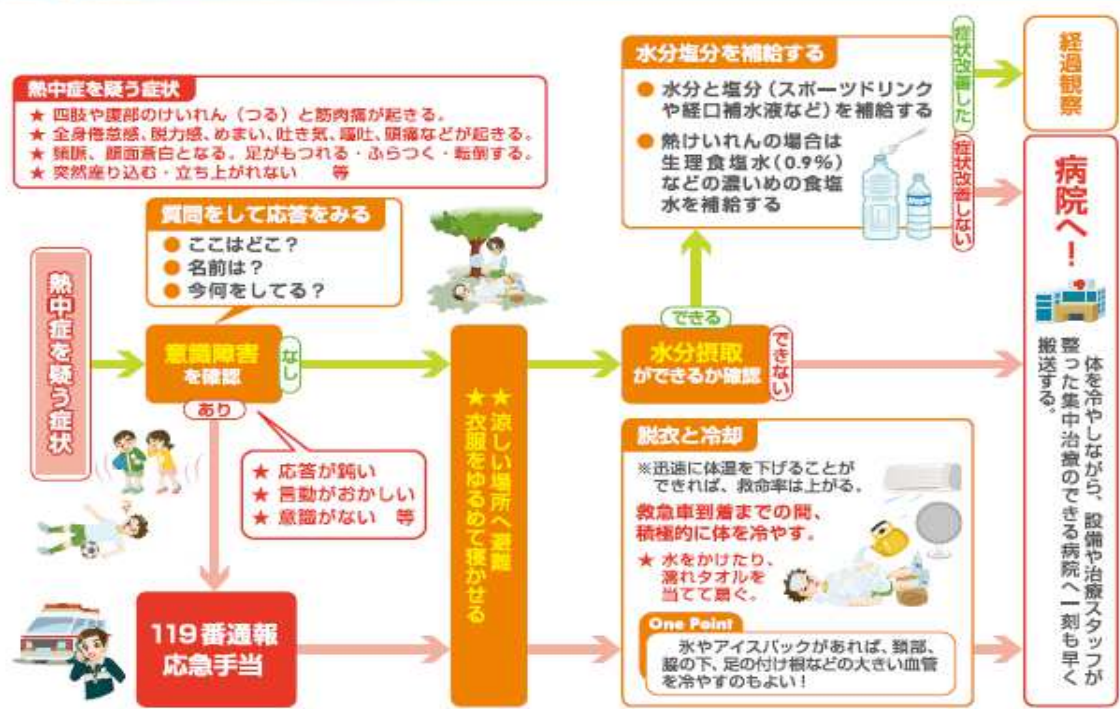 熱中症を疑う症状
★ 四肢や腹部のけいれん（つる）と筋肉痛が起きる。
★ 全身倦怠感、脱力感、めまい、吐き気、嘔吐、頭痛などが起きる。
★ 頻脈、顔面蒼白となる。足がもつれる・ふらつく・転倒する。
★ 突然座り込む・立ち上がれない 等
質問をして応答をみる
● ここはどこ？
● 名前は？
● 今何をしてる？
熱中症を疑う症状
意識障害
を確認
なし
あり
★ 応答が鈍い
★ 言動がおかしい
★ 意識がない 等
119番通報
応急手当
★ 涼しい場所へ避難
★ 衣服をゆるめて寝かせる
水分摂取
ができるか確認
できる
できない
水分塩分を補給する
● 水分と塩分（スポーツドリンク
や経口補水液など）を補給する
● 熱けいれんの場合は
生理食塩水（0.9％）
などの濃いめの食塩
水を補給する
症状改善した
症状改善しない
経過観察
脱衣と冷却
※迅速に体温を下げることが
できれば、救命率は上がる。
救急車到着までの間、
積極的に体を冷やす。
★ 水をかけたり、
濡れタオルを
当てて扇ぐ。
One Point
氷やアイスパックがあれば、頚部、
脇の下、足の付け根などの大きい血管
を冷やすのもよい！
病院へ！
体を冷やしながら、設備や治療スタッフが
整った集中治療のできる病院へ一刻も早く
搬送する。